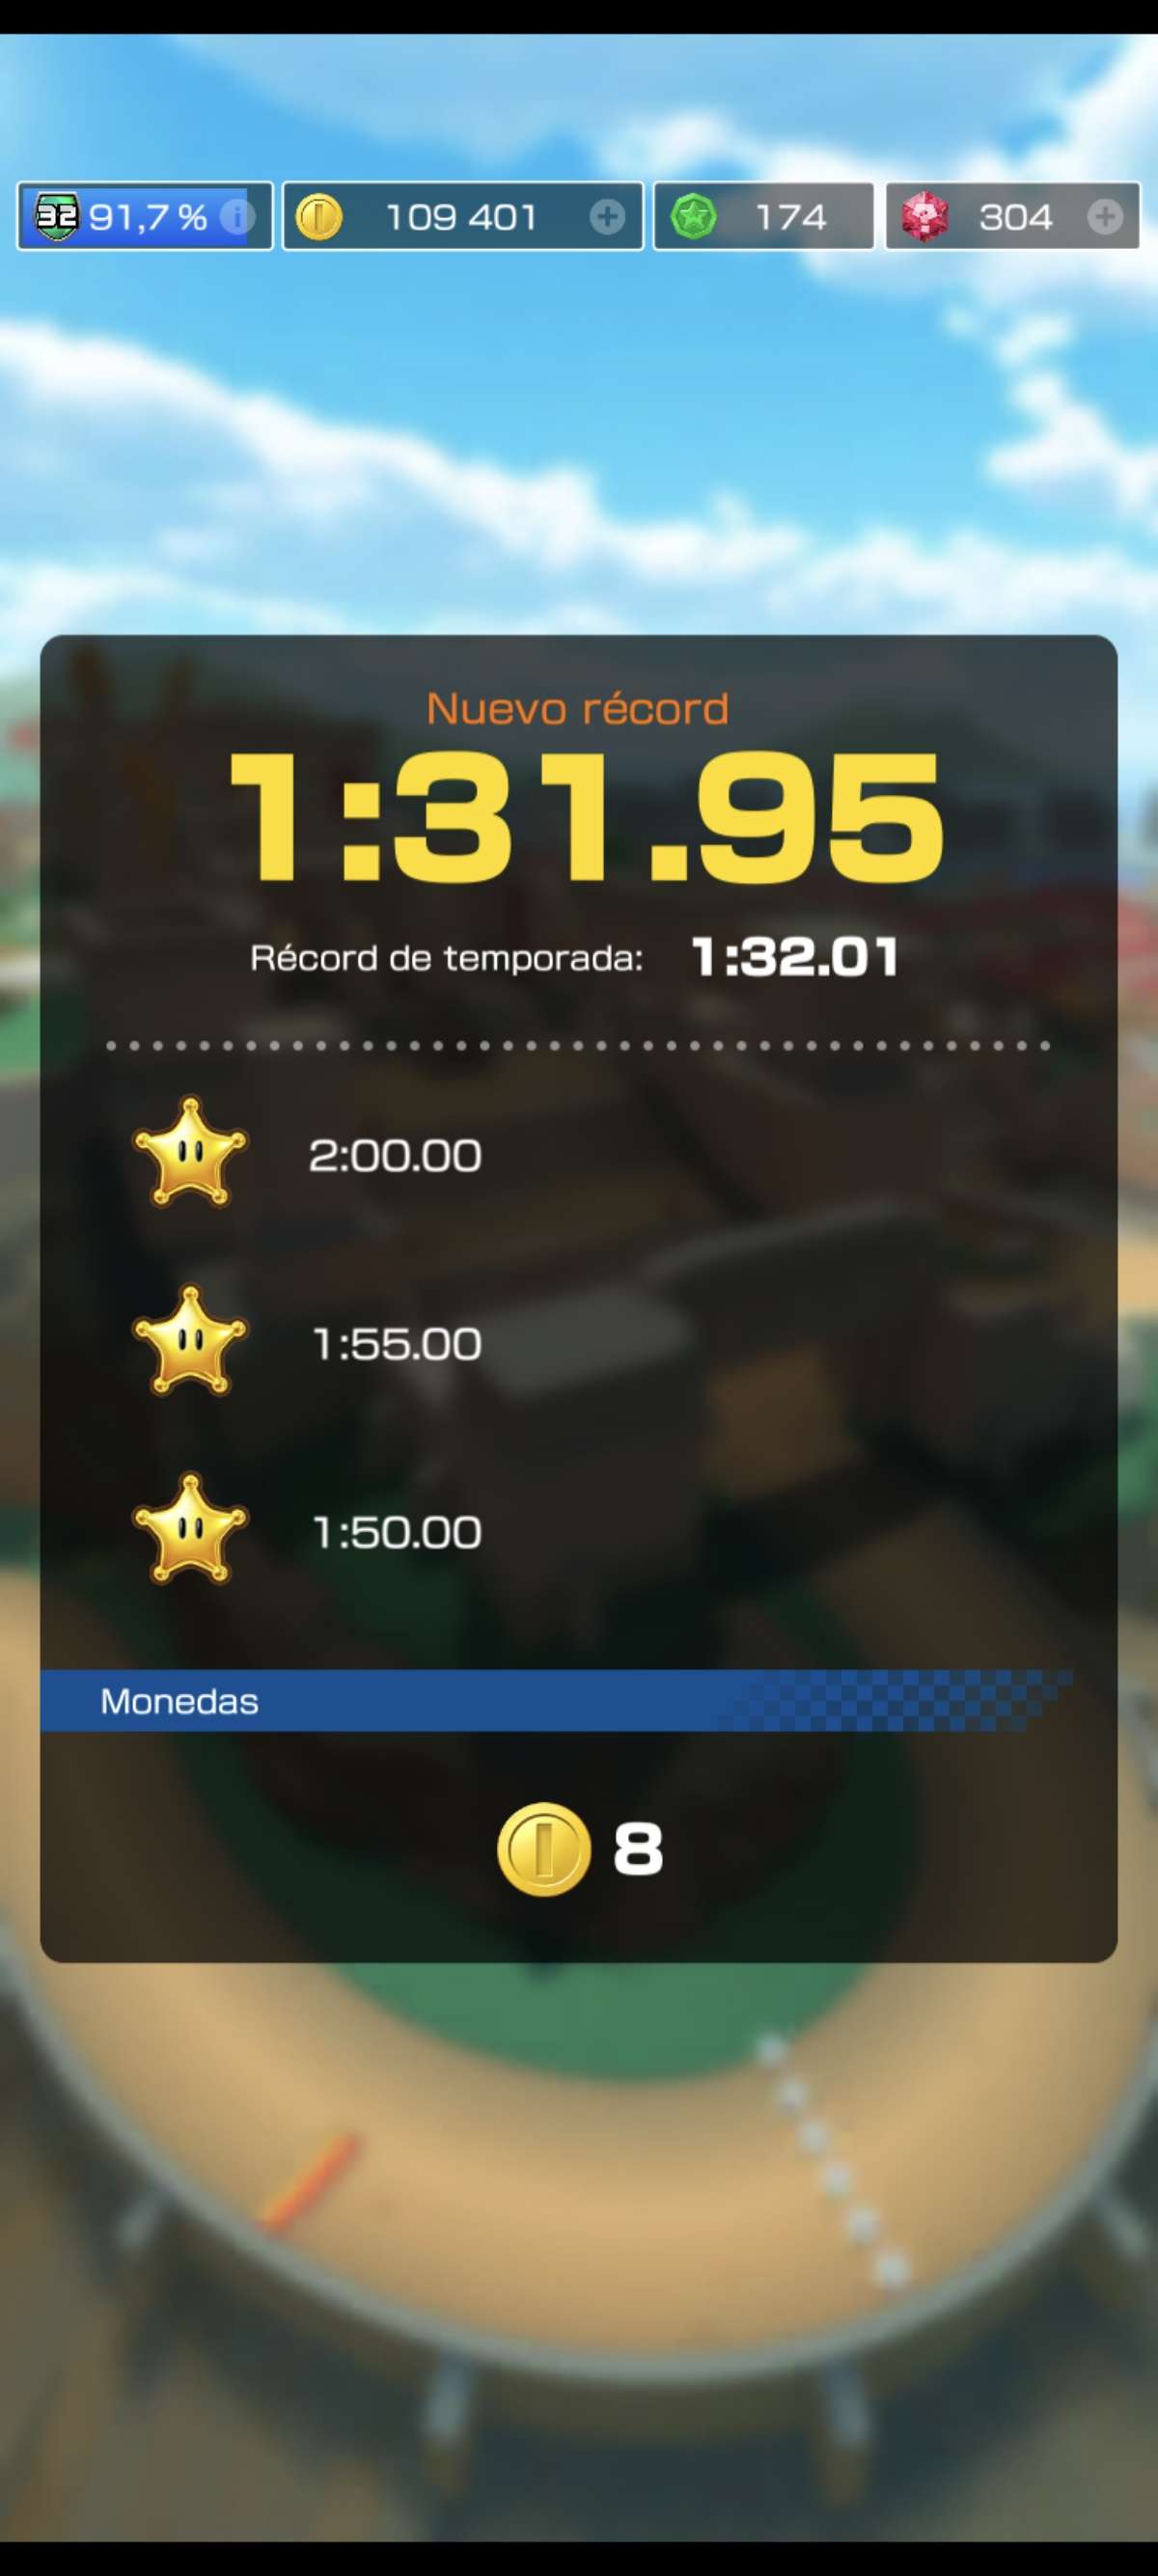 32 91,7 % i 109 401 + 174 304 +
Nuevo récord
1:31.95
Récord de temporada: 1:32.01
2:00.00
1:55.00
1:50.00
Monedas
8